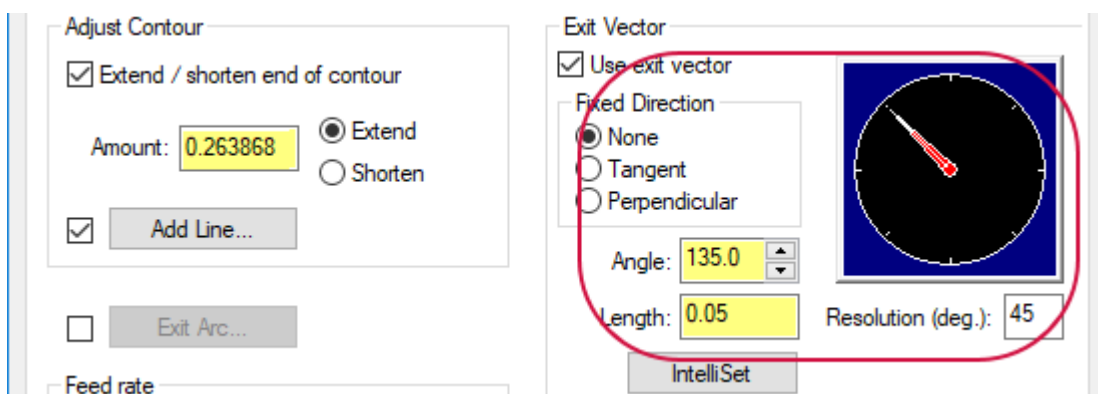 Adjust Contour
Extend / shorten end of contour
Amount: 0.263868
Extend
Shorten
Add Line...
Exit Arc...
Feed rate
Exit Vector
Use exit vector
Fixed Direction
None
Tangent
Perpendicular
Angle: 135.0
Length: 0.05
Resolution (deg.): 45
IntelliSet